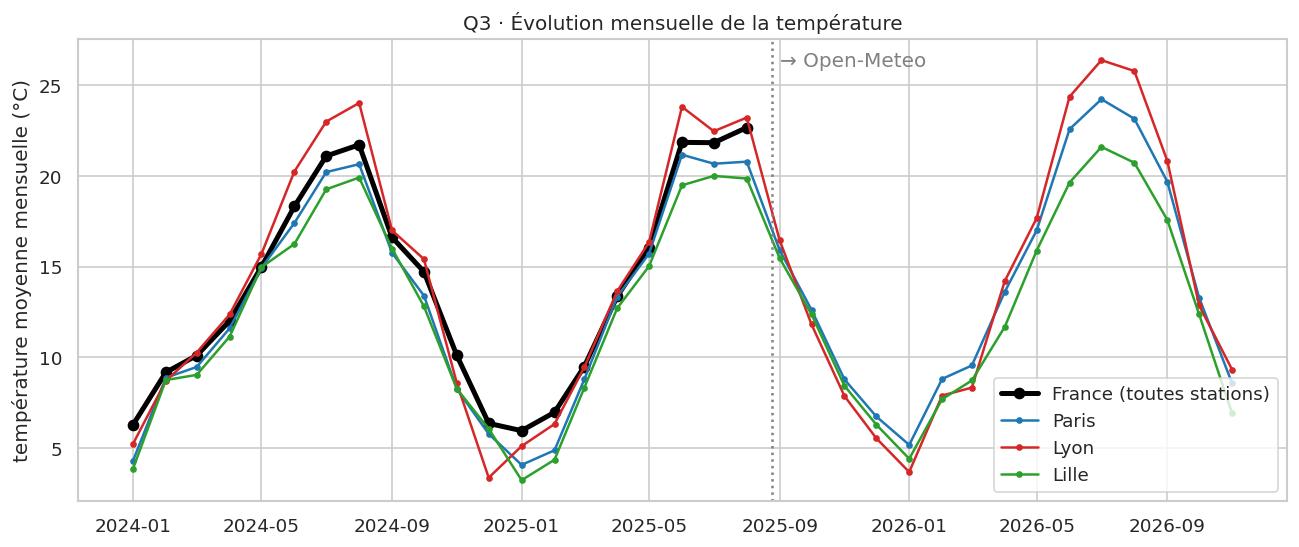 Q3 · Évolution mensuelle de la température
température moyenne mensuelle (°C)
25
20
15
10
5
→ Open-Meteo
France (toutes stations)
Paris
Lyon
Lille
2024-01 2024-05 2024-09 2025-01 2025-05 2025-09 2026-01 2026-05 2026-09